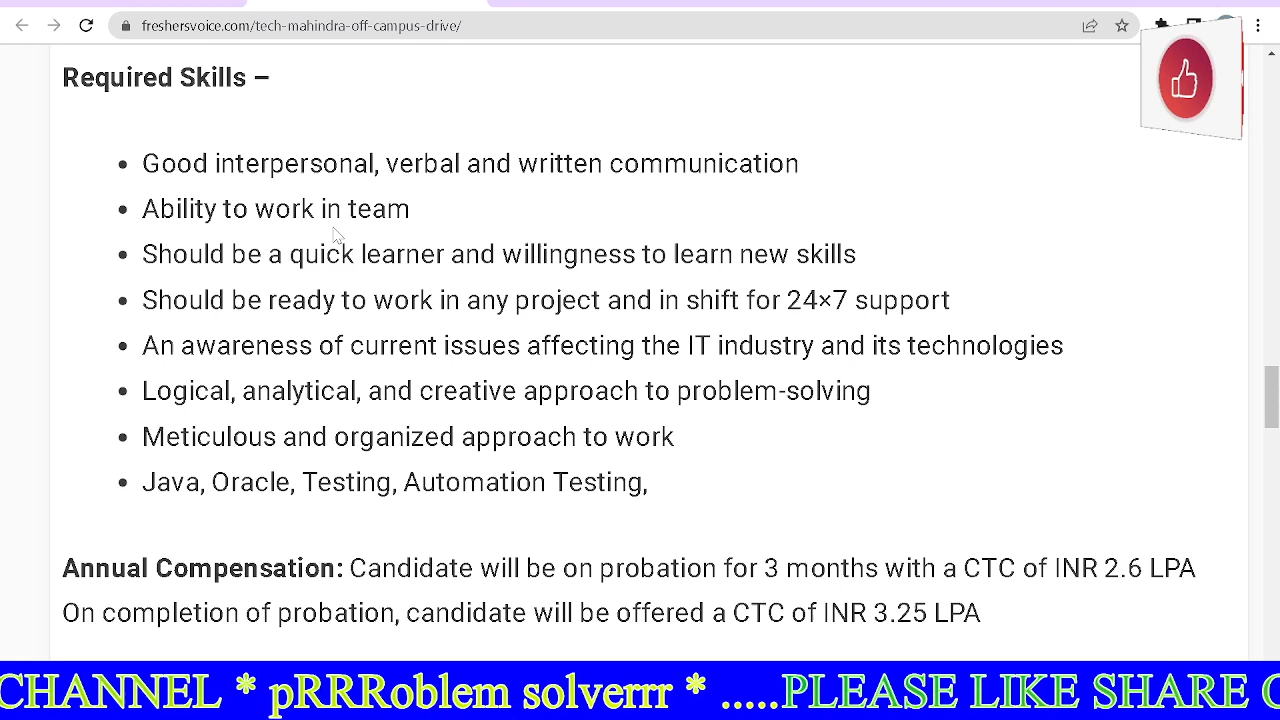 freshersvoice.com/tech-mahindra-off-campus-drive/
Required Skills –
• Good interpersonal, verbal and written communication
• Ability to work in team
• Should be a quick learner and willingness to learn new skills
• Should be ready to work in any project and in shift for 24×7 support
• An awareness of current issues affecting the IT industry and its technologies
• Logical, analytical, and creative approach to problem-solving
• Meticulous and organized approach to work
• Java, Oracle, Testing, Automation Testing,
Annual Compensation: Candidate will be on probation for 3 months with a CTC of INR 2.6 LPA
On completion of probation, candidate will be offered a CTC of INR 3.25 LPA
CHANNEL * pRRRoblem solverrr * .....PLEASE LIKE SHARE